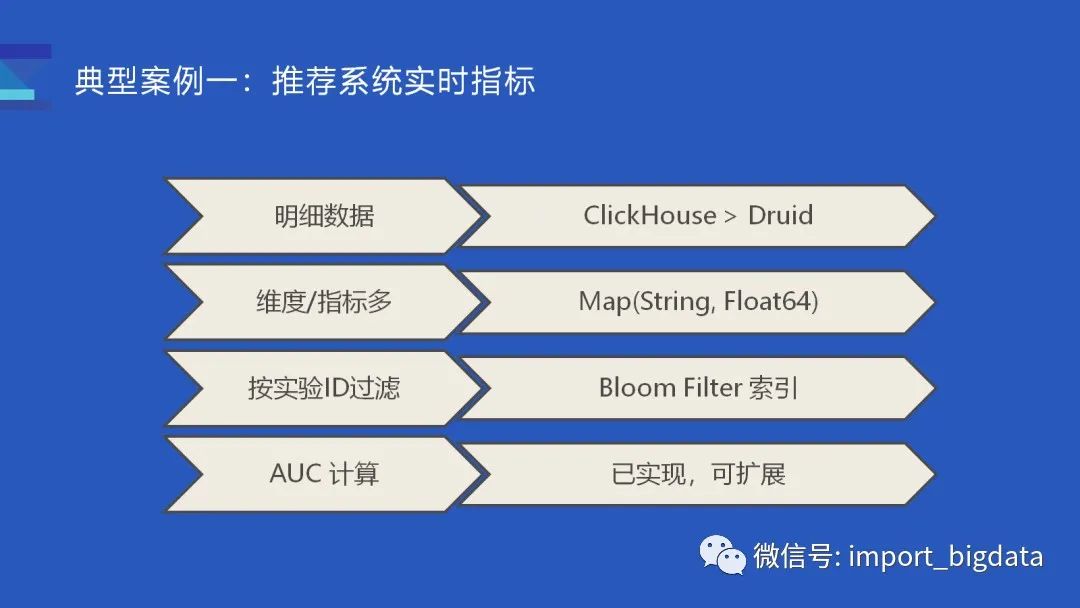 典型案例一：推荐系统实时指标
明细数据
ClickHouse > Druid
维度/指标多
Map(String, Float64)
按实验ID过滤
Bloom Filter 索引
AUC 计算
已实现，可扩展
微信号: import_bigdata